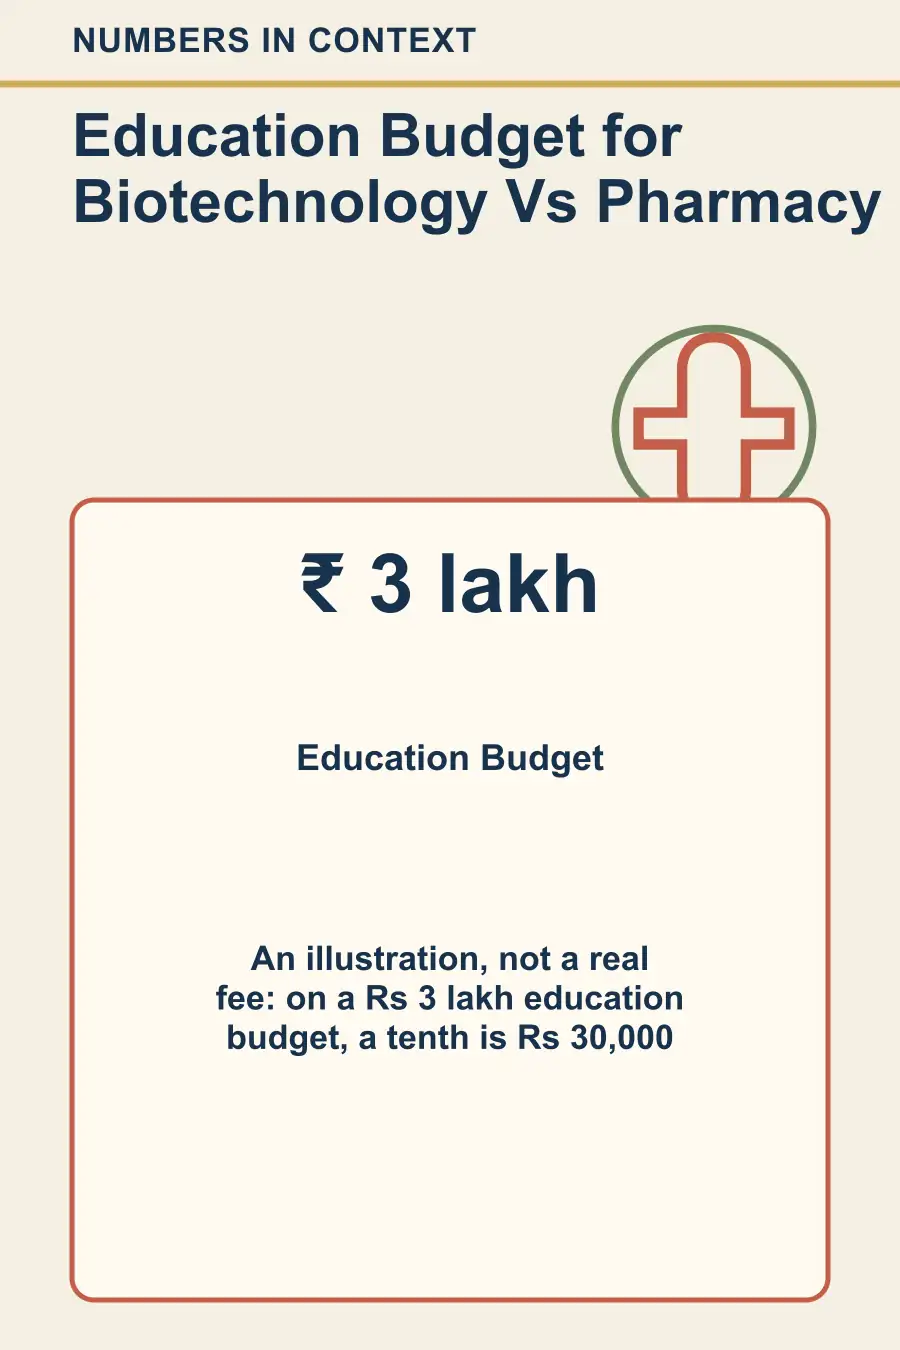 NUMBERS IN CONTEXT
Education Budget for
Biotechnology Vs Pharmacy
₹ 3 lakh
Education Budget
An illustration, not a real
fee: on a Rs 3 lakh education
budget, a tenth is Rs 30,000